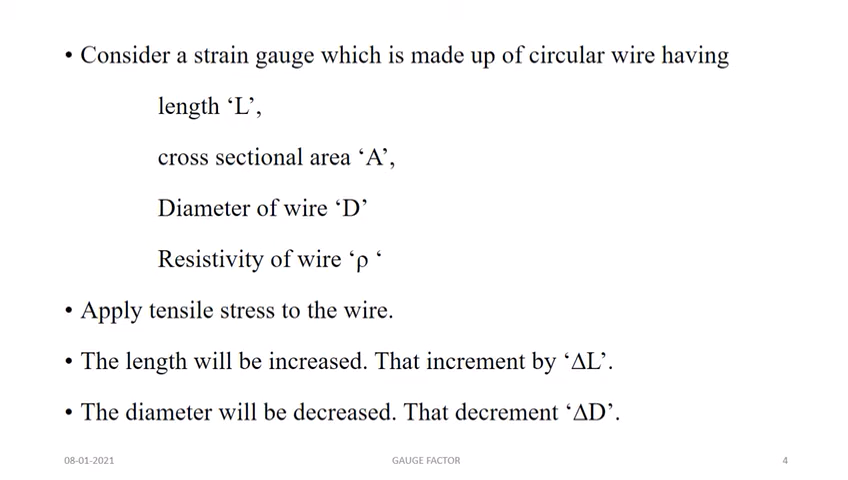 • Consider a strain gauge which is made up of circular wire having
length ‘L’,
cross sectional area ‘A’,
Diameter of wire ‘D’
Resistivity of wire ‘ρ ‘
• Apply tensile stress to the wire.
• The length will be increased. That increment by ‘ΔL’.
• The diameter will be decreased. That decrement ‘ΔD’.
08-01-2021 GAUGE FACTOR 4